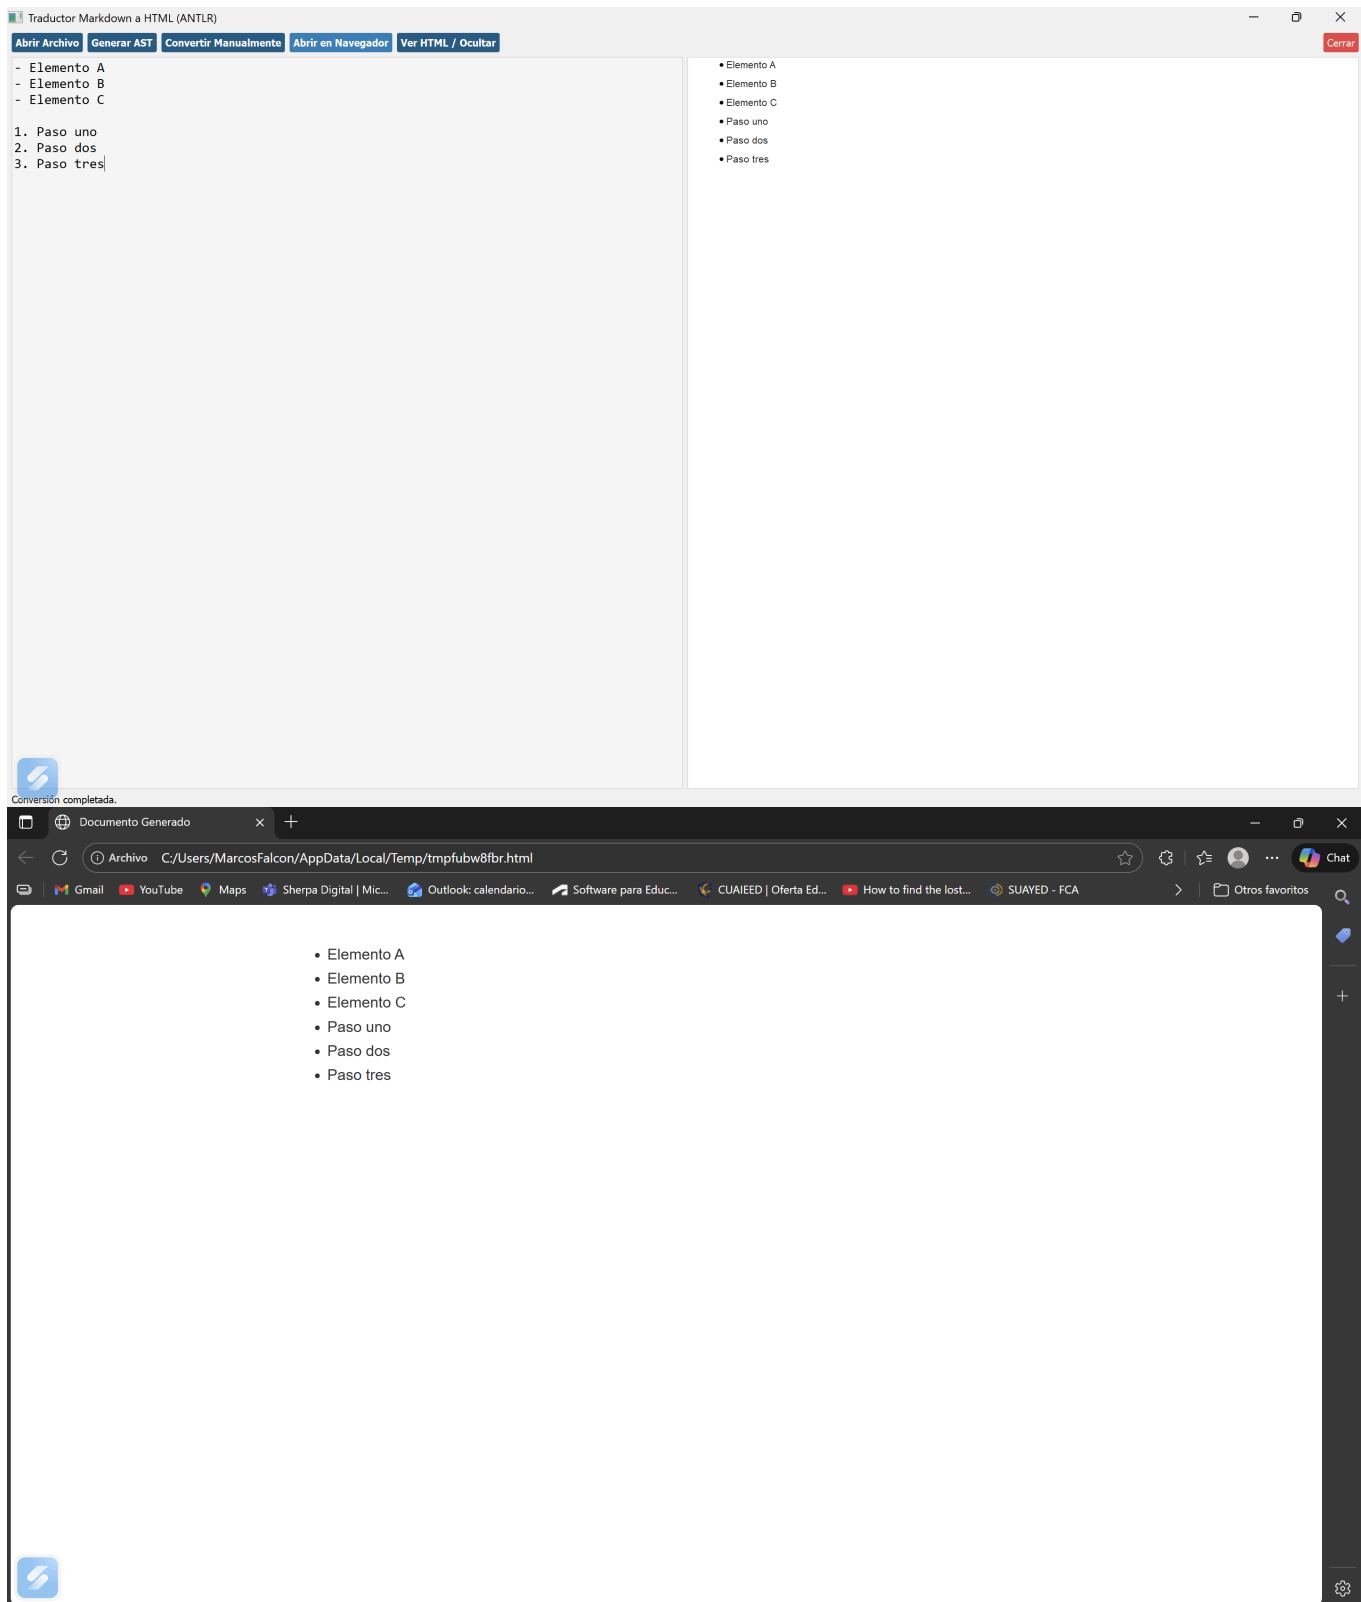 Traductor Markdown a HTML (ANTLR)
Abrir Archivo Generar AST Convertir Manualmente Abrir en Navegador Ver HTML / Ocultar Cerrar
- Elemento A
- Elemento B
- Elemento C
1. Paso uno
2. Paso dos
3. Paso tres
• Elemento A
• Elemento B
• Elemento C
• Paso uno
• Paso dos
• Paso tres
Conversión completada.
Documento Generado
Archivo C:/Users/MarcosFalcon/AppData/Local/Temp/tmpfubw8fbr.html Chat
Gmail YouTube Maps Sherpa Digital | Mic... Outlook: calendario... Software para Educ... CUAIEED | Oferta Ed... How to find the lost... SUAYED - FCA Otros favoritos
• Elemento A
• Elemento B
• Elemento C
• Paso uno
• Paso dos
• Paso tres